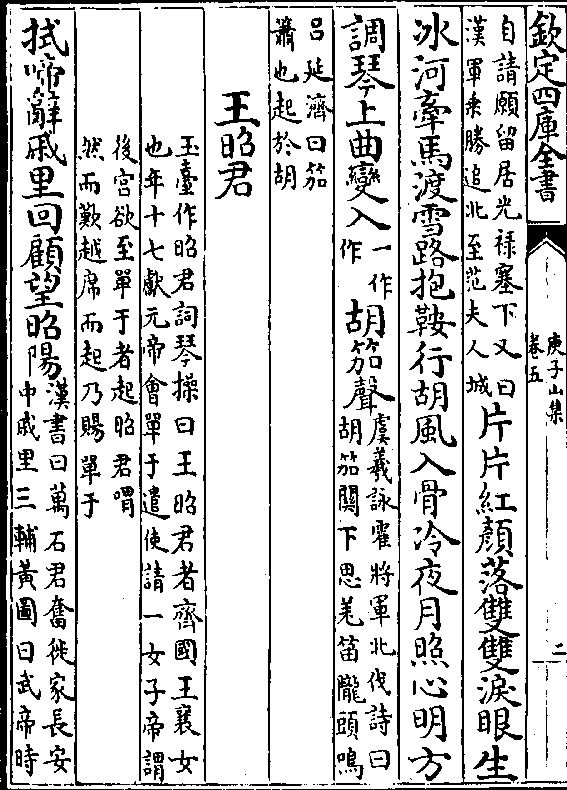 欽定四庫全書
庚子山集
卷五
二
自請願留居光祿塞下又曰
漢軍乘勝追北至范夫人城
片片紅顏落雙雙淚眼生
冰河牽馬渡雪路抱鞍行胡風入骨冷夜月照心明方
調琴上曲變入
一作
作
胡笳聲
虞羲詠霍將軍北伐詩曰
胡笳關下思羌笛隴頭鳴
呂延濟曰笳
簫也起於胡
王昭君
玉臺作昭君詞琴操曰王昭君者齊國王襄女
也年十七獻元帝會單于遣使請一女子帝謂
後宮欲至單于者起昭君喟
然而歎越席而起乃賜單于
拭啼辭戚里回顧望昭陽
漢書曰萬石君奮徙家長安
中戚里三輔黃圖曰武帝時